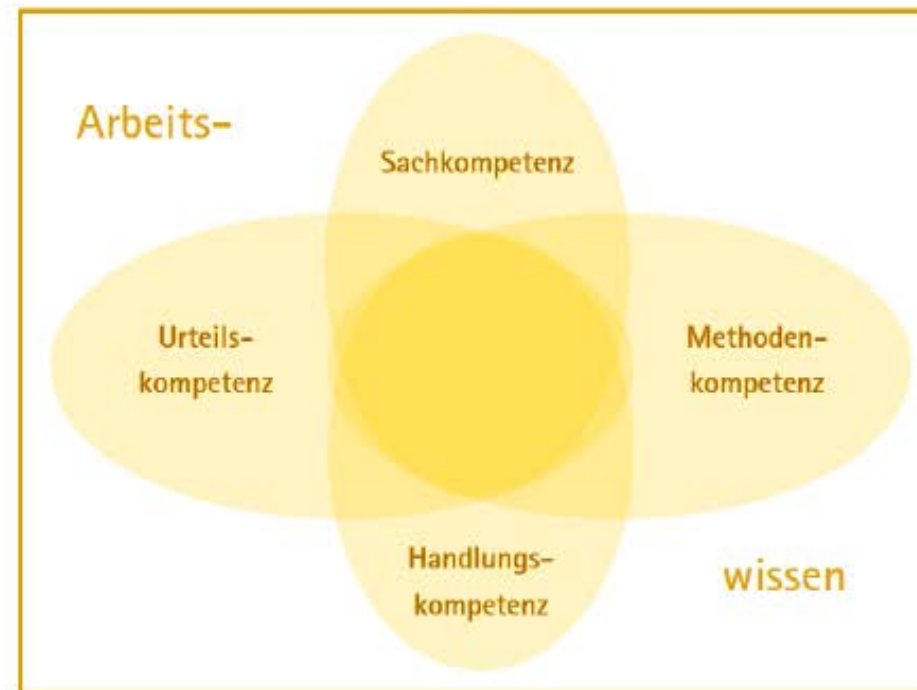 Arbeits-
Sachkompetenz
Urteils-
kompetenz
Methoden-
kompetenz
Handlungs-
kompetenz
wissen